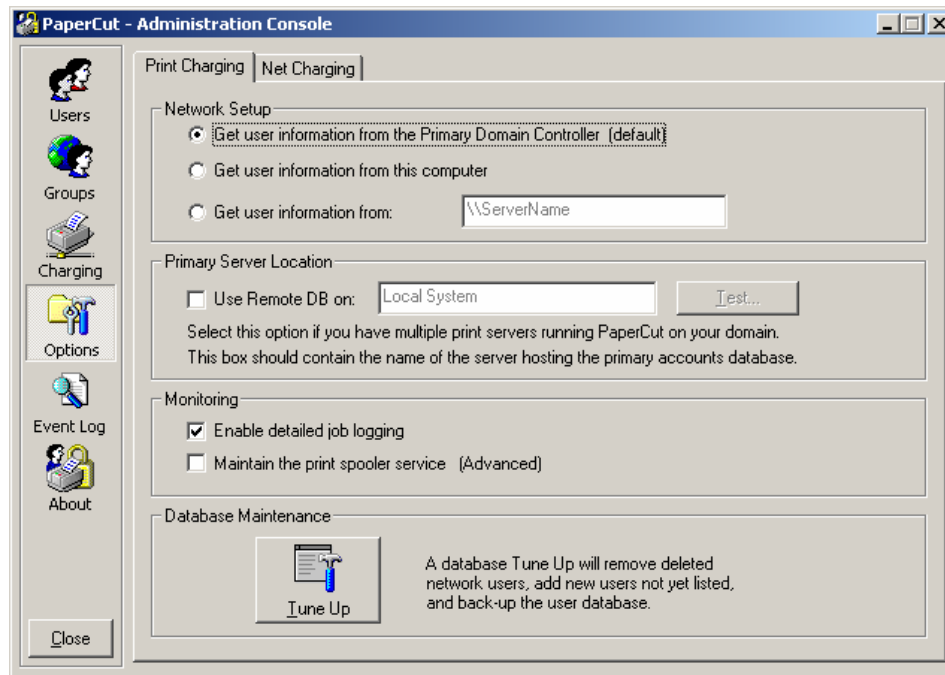 PaperCut - Administration Console
Users
Groups
Charging
Options
Event Log
About
Close
Print Charging
Net Charging
Network Setup
Get user information from the Primary Domain Controller (default)
Get user information from this computer
Get user information from:
\\ServerName
Primary Server Location
Use Remote DB on:
Local System
Test...
Select this option if you have multiple print servers running PaperCut on your domain.
This box should contain the name of the server hosting the primary accounts database.
Monitoring
Enable detailed job logging
Maintain the print spooler service (Advanced)
Database Maintenance
Tune Up
A database Tune Up will remove deleted
network users, add new users not yet listed,
and back-up the user database.